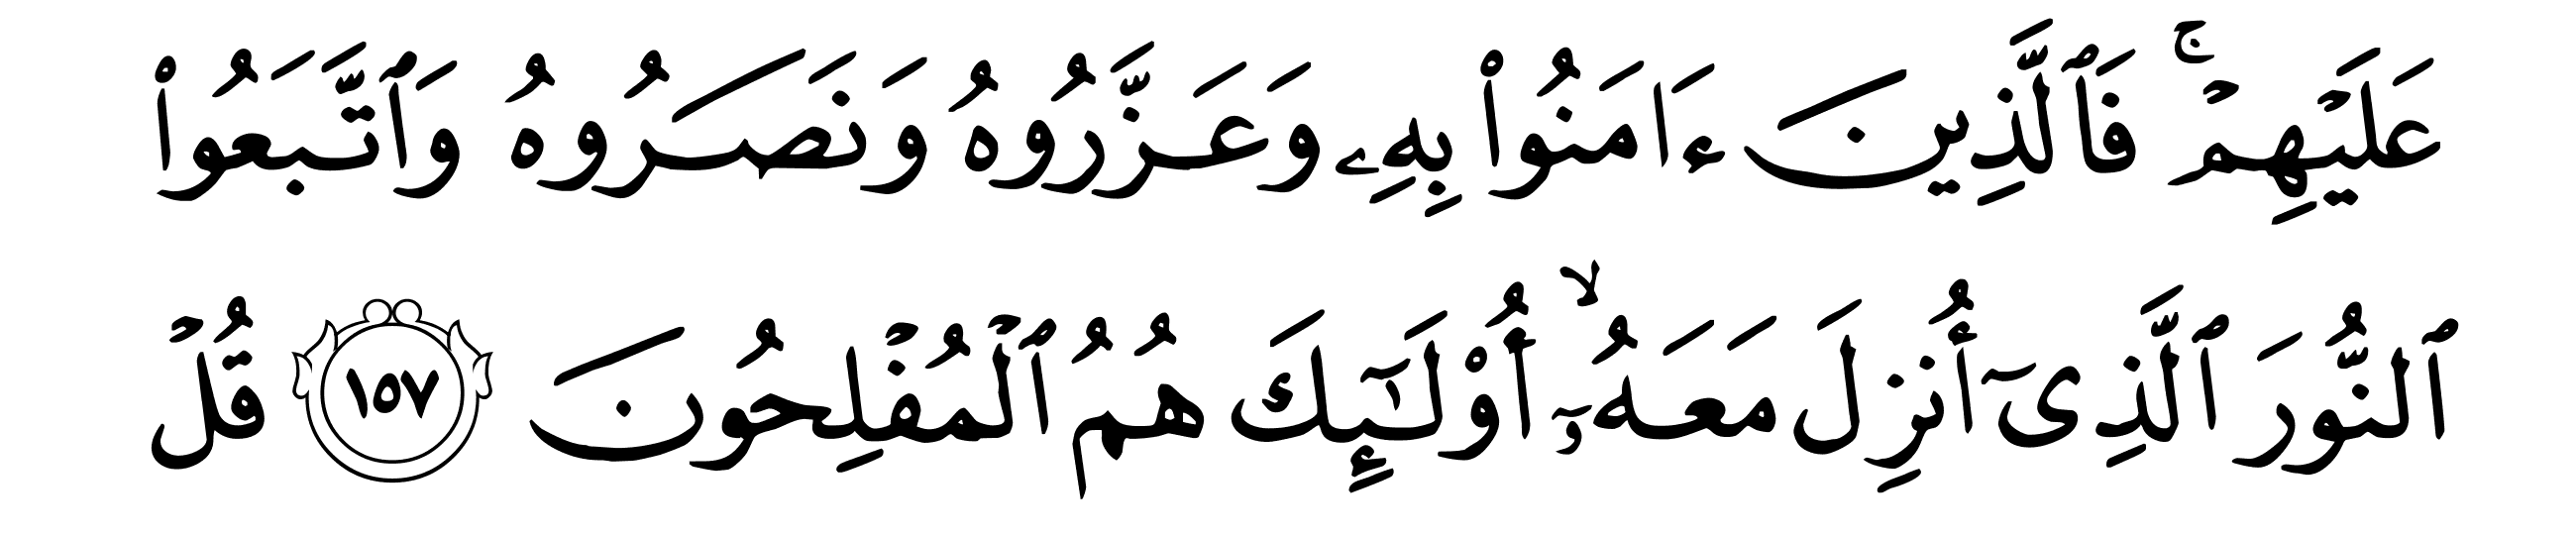 عَلَيۡهِمۡۚ فَٱلَّذِينَ ءَامَنُواْ بِهِۦ وَعَزَّرُوهُ وَنَصَرُوهُ وَٱتَّبَعُواْ
ٱلنُّورَ ٱلَّذِىٓ أُنزِلَ مَعَهُۥٓۙ أُوْلَـٰٓئِكَ هُمُ ٱلۡمُفۡلِحُونَ ١٥٧ قُلۡ